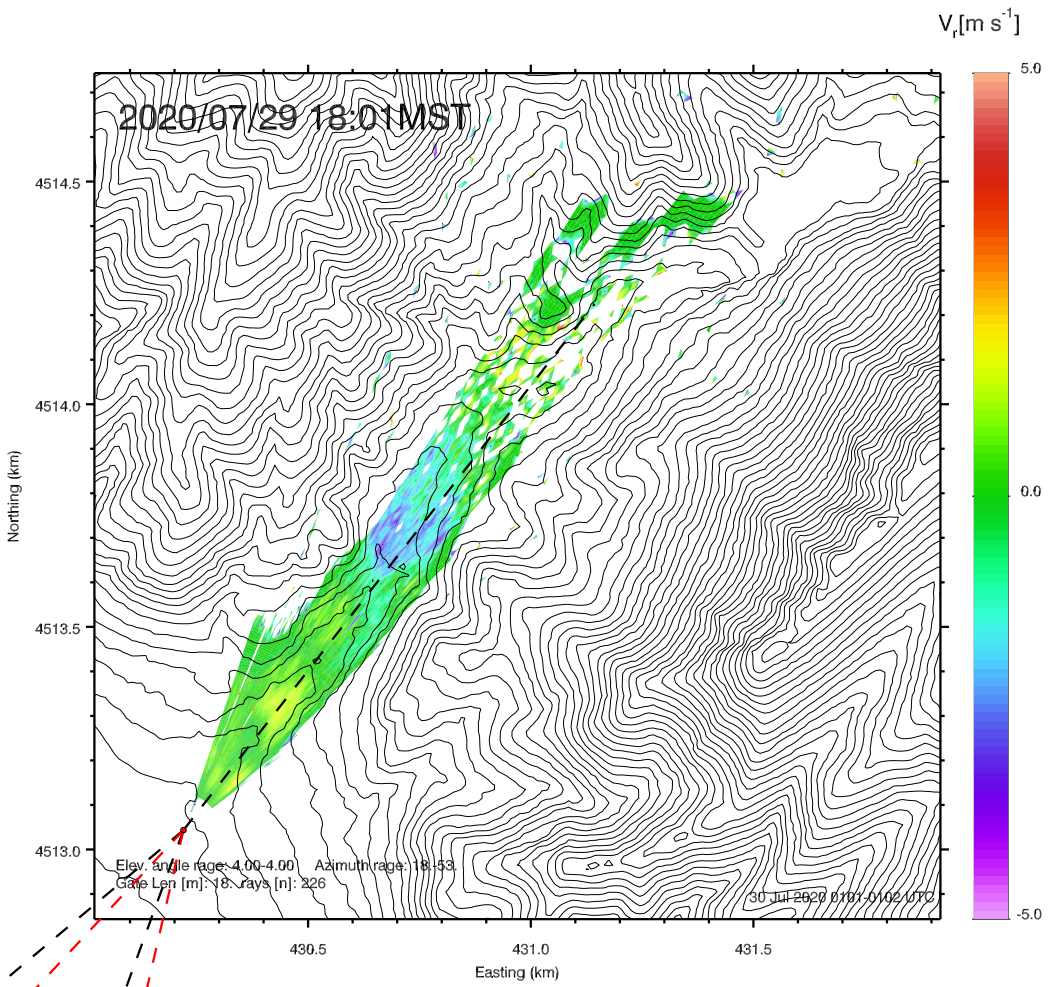 Vr[m s-1]
5.0
2020/07/29 18:01MST
4514.5
4514.0
0.0
Northing (km)
4513.5
4513.0
Elev. angle rage: 4.00-4.00 Azimuth rage: 18.-53.
Gate Len [m]: 18. rays [n]: 226
30 Jul 2020 0101-0102 UTC
-5.0
430.5
431.0
431.5
Easting (km)